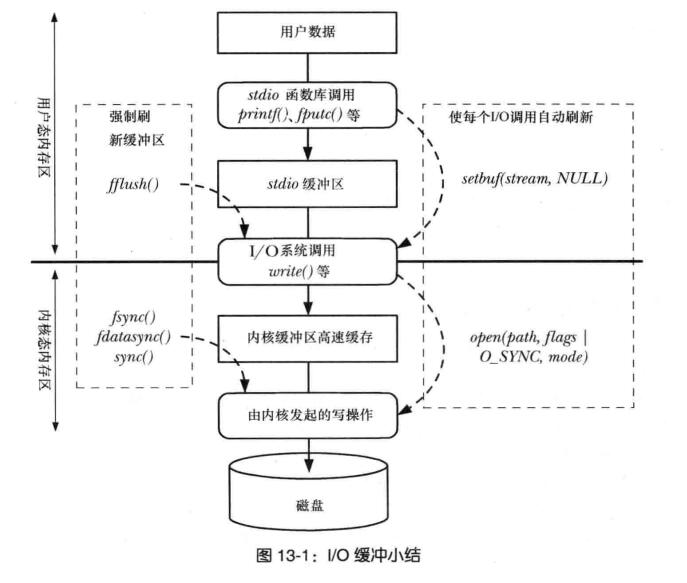 用户数据
stdio 函数库调用
printf()、fputc() 等
用户态内存区
强制刷
新缓冲区
使每个I/O调用自动刷新
fflush()
stdio 缓冲区
setbuf(stream, NULL)
I/O系统调用
write() 等
内核态内存区
fsync()
fdatasync()
sync()
内核缓冲区高速缓存
open(path, flags |
O_SYNC, mode)
由内核发起的写操作
磁盘
图 13-1：I/O 缓冲小结